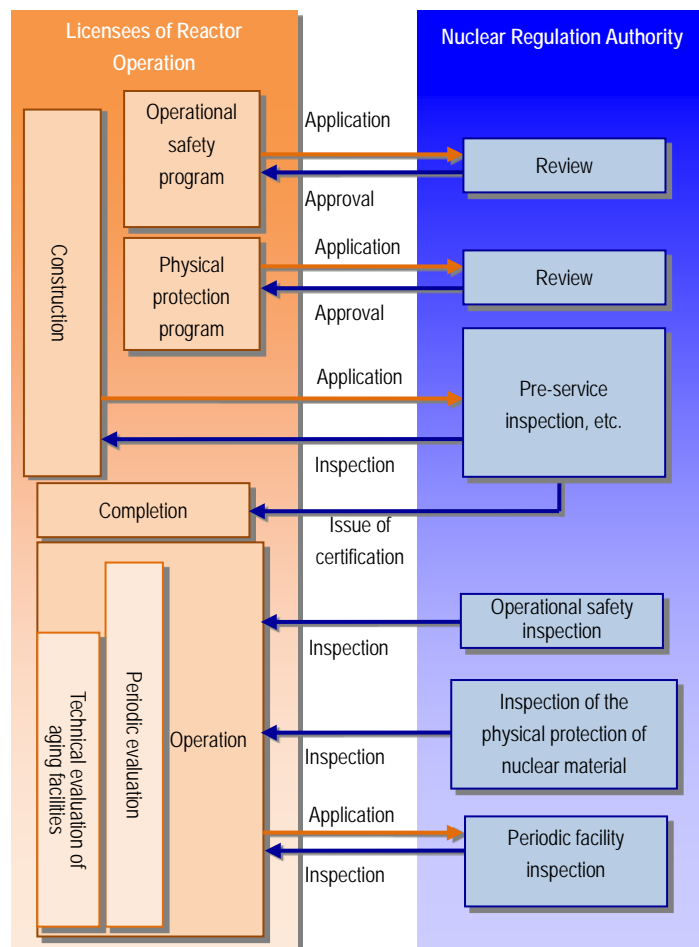 Licensees of Reactor
Operation
Nuclear Regulation Authority
Construction
Operational
safety
program
Application
Approval
Review
Physical
protection
program
Application
Approval
Review
Application
Inspection
Pre-service
inspection, etc.
Completion
Issue of
certification
Operation
Periodic evaluation
Technical evaluation of
aging facilities
Inspection
Operational safety
inspection
Inspection
Inspection of the
physical protection of
nuclear material
Application
Inspection
Periodic facility
inspection